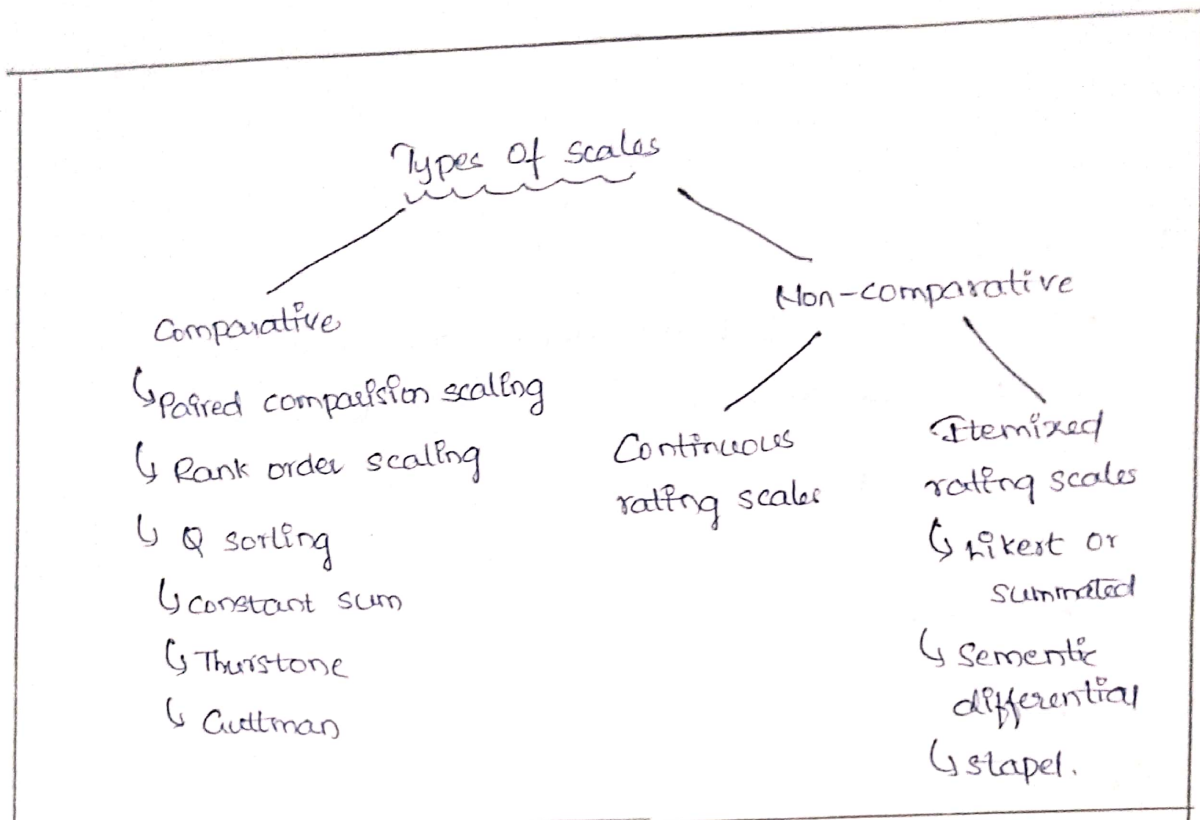 Types of scales
Comparative
↳ Paired comparision scaling
↳ Rank order scaling
↳ Q sorting
↳ constant sum
↳ Thurstone
↳ Guttman
Non-comparative
Continuous
rating scales
Itemized
rating scales
↳ Likert or
summated
↳ Sementic
differential
↳ stapel.